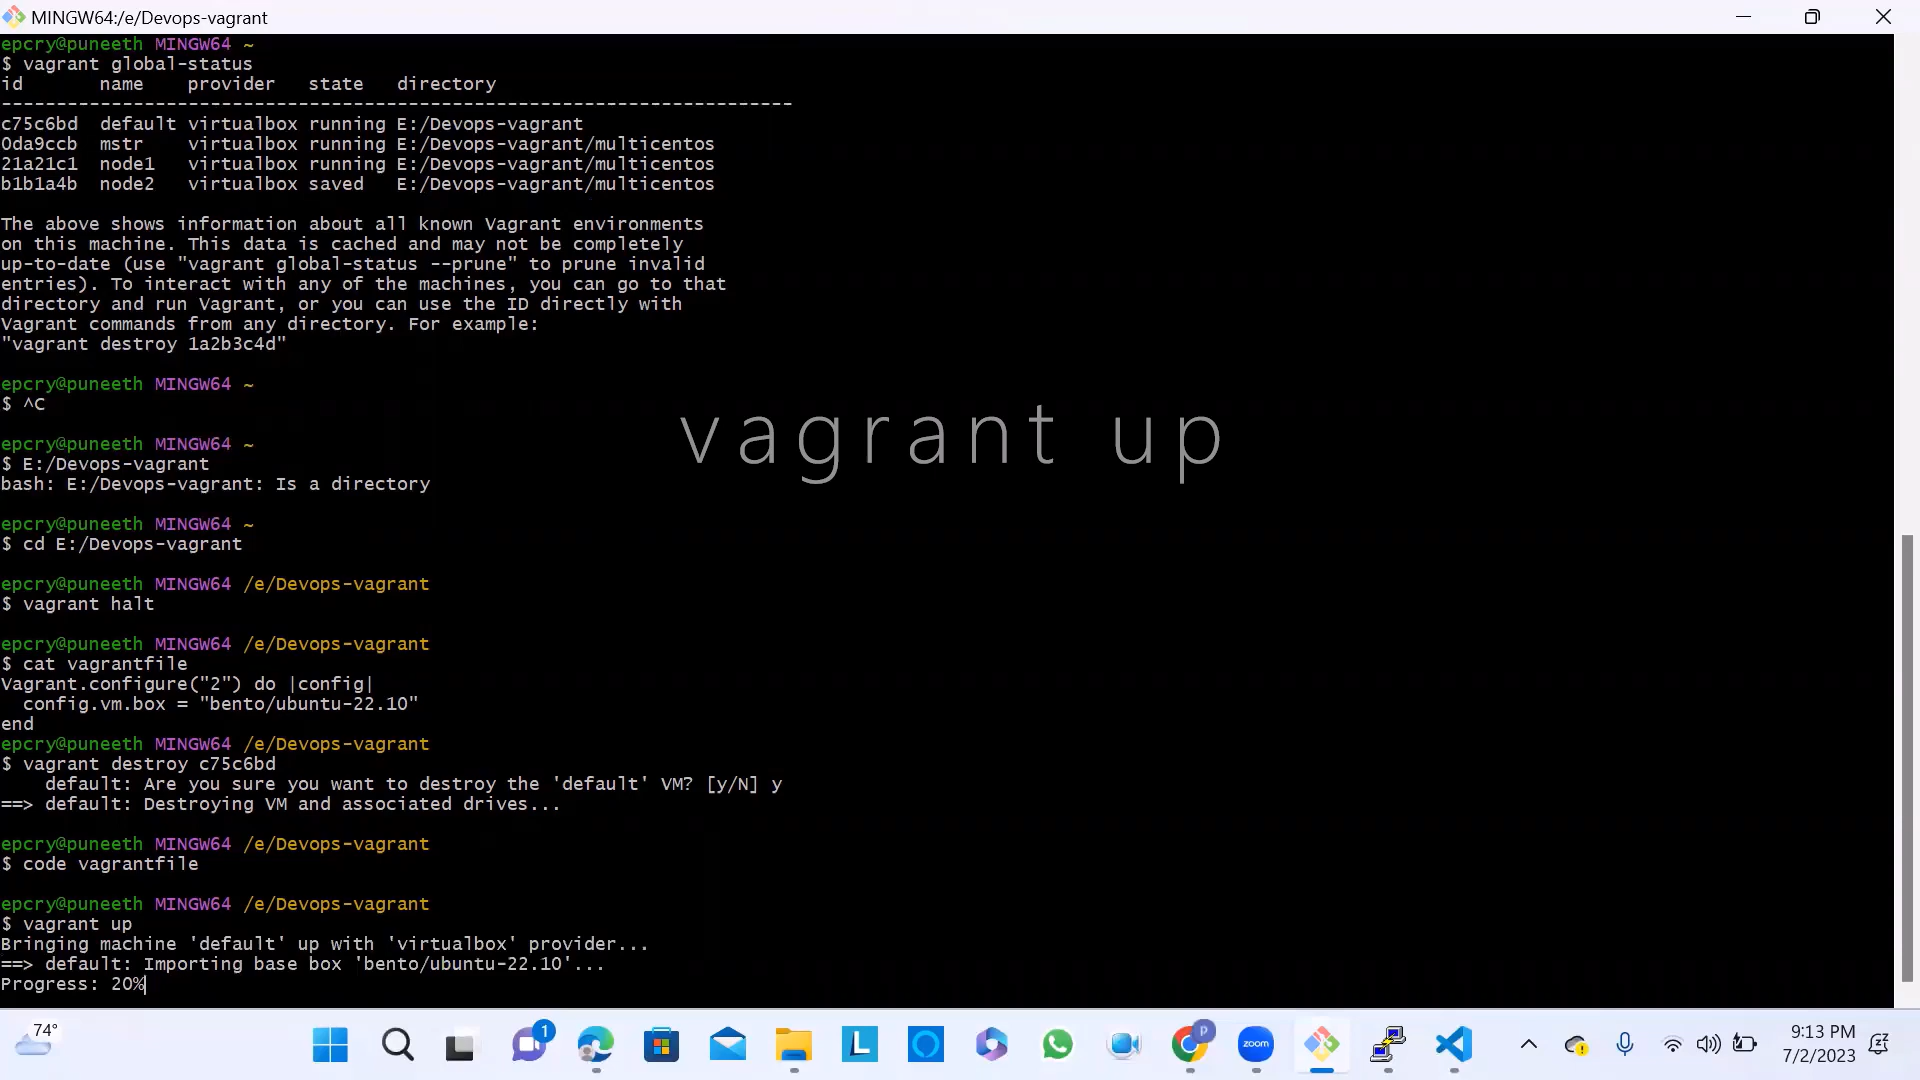 MINGW64:/e/Devops-vagrant
epcry@puneeth MINGW64 ~
$ vagrant global-status
id       name    provider   state   directory
------------------------------------------------------------------------
c75c6bd  default virtualbox running E:/Devops-vagrant
0da9ccb  mstr    virtualbox running E:/Devops-vagrant/multicentos
21a21c1  node1   virtualbox running E:/Devops-vagrant/multicentos
b1b1a4b  node2   virtualbox saved   E:/Devops-vagrant/multicentos
The above shows information about all known Vagrant environments
on this machine. This data is cached and may not be completely
up-to-date (use "vagrant global-status --prune" to prune invalid
entries). To interact with any of the machines, you can go to that
directory and run Vagrant, or you can use the ID directly with
Vagrant commands from any directory. For example:
"vagrant destroy 1a2b3c4d"
epcry@puneeth MINGW64 ~
$ ^C
vagrant up
epcry@puneeth MINGW64 ~
$ E:/Devops-vagrant
bash: E:/Devops-vagrant: Is a directory
epcry@puneeth MINGW64 ~
$ cd E:/Devops-vagrant
epcry@puneeth MINGW64 /e/Devops-vagrant
$ vagrant halt
epcry@puneeth MINGW64 /e/Devops-vagrant
$ cat vagrantfile
Vagrant.configure("2") do |config|
  config.vm.box = "bento/ubuntu-22.10"
end
epcry@puneeth MINGW64 /e/Devops-vagrant
$ vagrant destroy c75c6bd
    default: Are you sure you want to destroy the 'default' VM? [y/N] y
==> default: Destroying VM and associated drives...
epcry@puneeth MINGW64 /e/Devops-vagrant
$ code vagrantfile
epcry@puneeth MINGW64 /e/Devops-vagrant
$ vagrant up
Bringing machine 'default' up with 'virtualbox' provider...
==> default: Importing base box 'bento/ubuntu-22.10'...
Progress: 20%
74°
1
L
P
zoom
9:13 PM
7/2/2023